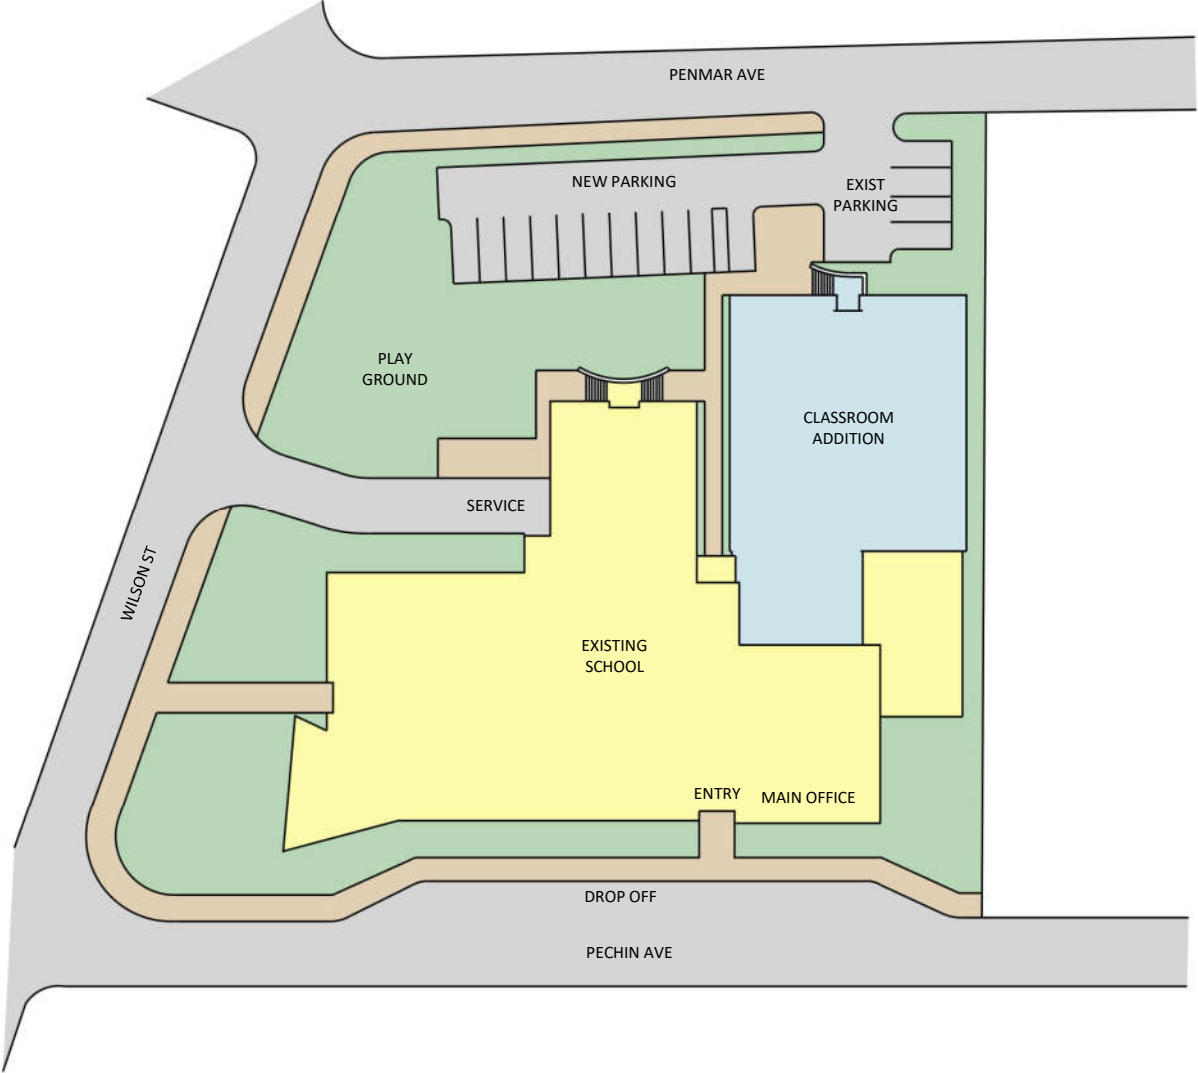 PENMAR AVE
NEW PARKING
EXIST
PARKING
PLAY
GROUND
CLASSROOM
ADDITION
SERVICE
WILSON ST
EXISTING
SCHOOL
ENTRY
MAIN OFFICE
DROP OFF
PECHIN AVE